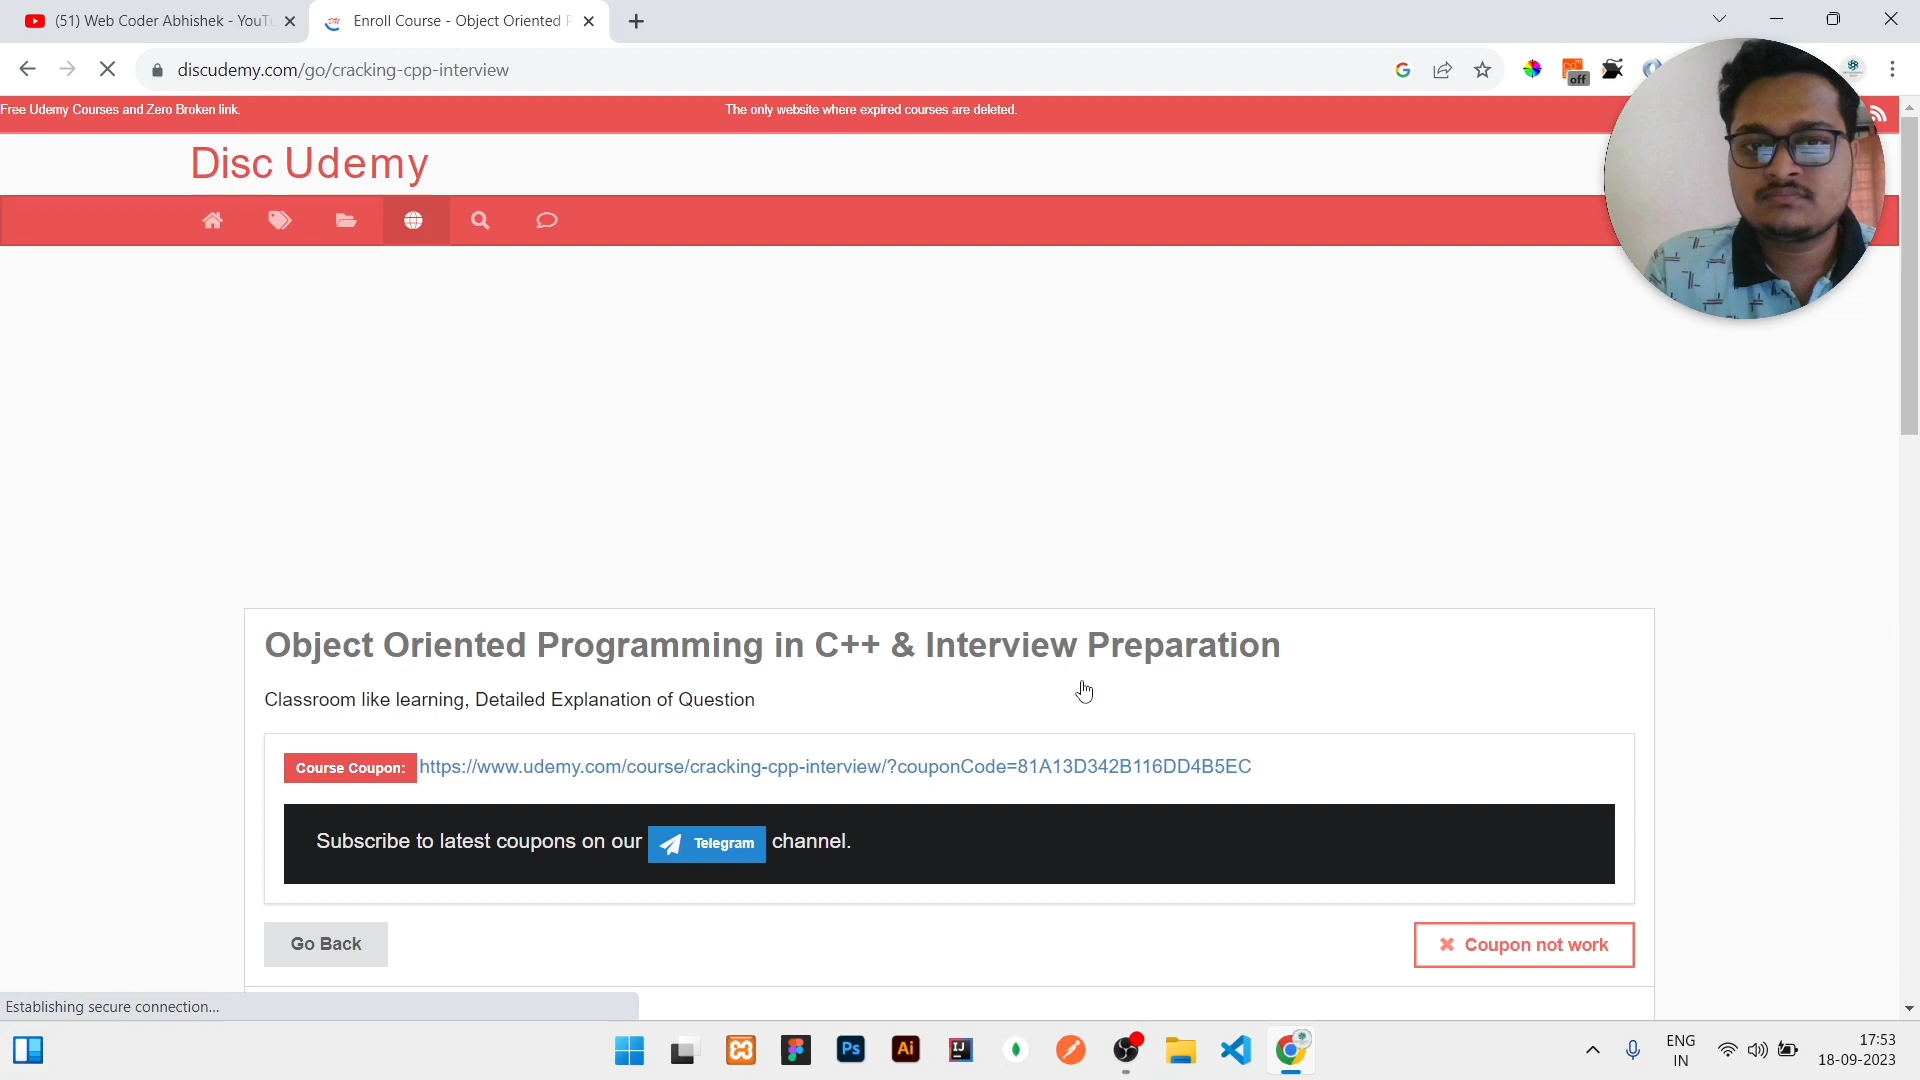 (51) Web Coder Abhishek - YouT
Enroll Course - Object Oriented P
discudemy.com/go/cracking-cpp-interview
off
Free Udemy Courses and Zero Broken link.
The only website where expired courses are deleted.
Disc Udemy
Object Oriented Programming in C++ & Interview Preparation
Classroom like learning, Detailed Explanation of Question
Course Coupon: https://www.udemy.com/course/cracking-cpp-interview/?couponCode=81A13D342B116DD4B5EC
Subscribe to latest coupons on our Telegram channel.
Go Back
Coupon not work
Establishing secure connection...
Ps
Ai
IJ
ENG
IN
17:53
18-09-2023